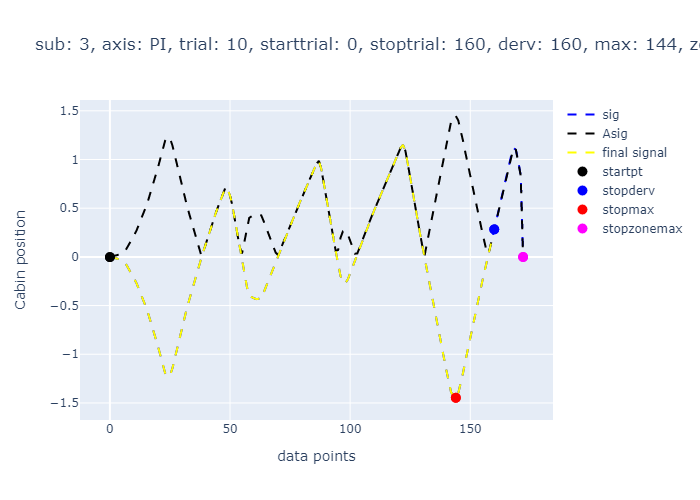 sub: 3, axis: PI, trial: 10, starttrial: 0, stoptrial: 160, derv: 160, max: 144, z
1.5
1
0.5
0
−0.5
−1
−1.5
Cabin position
0
50
100
150
data points
sig
Asig
final signal
startpt
stopderv
stopmax
stopzonemax